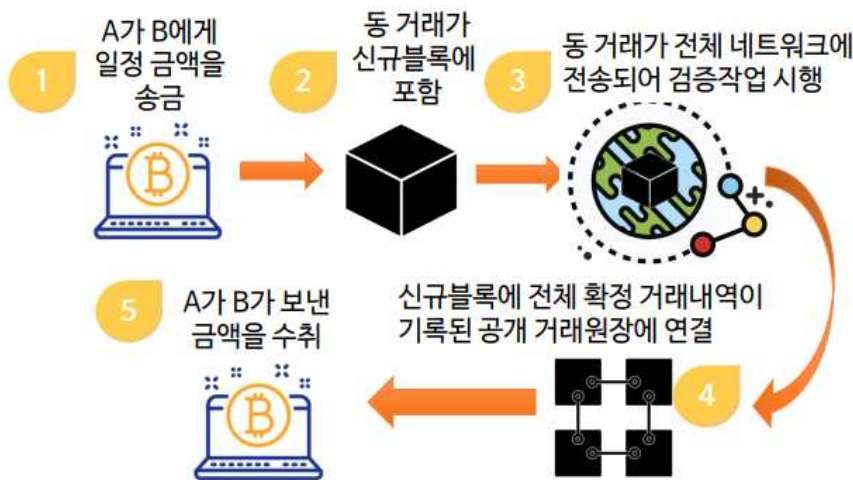 1
A가 B에게
일정 금액을
송금
2
동 거래가
신규블록에
포함
3
동 거래가 전체 네트워크에
전송되어 검증작업 시행
신규블록에 전체 확정 거래내역이
기록된 공개 거래원장에 연결
4
5
A가 B가 보낸
금액을 수취